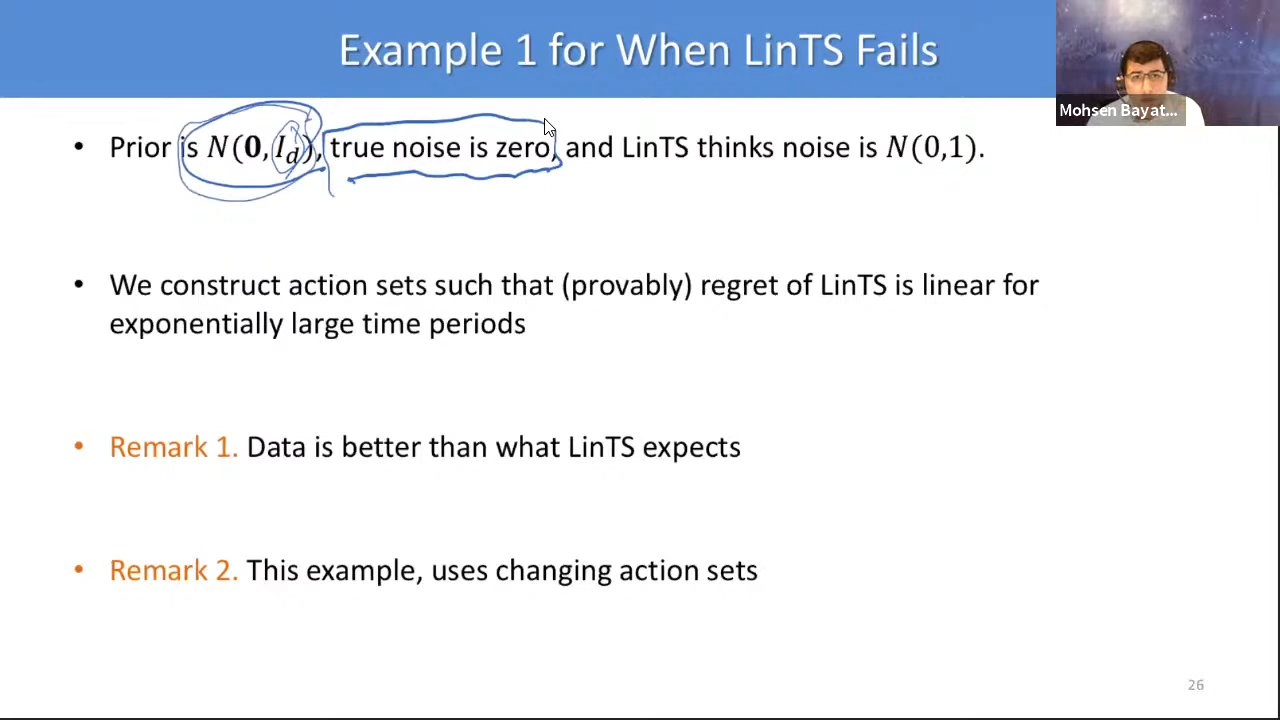 Example 1 for When LinTS Fails
Mohsen Bayat...
• Prior is N(0, I_d), true noise is zero, and LinTS thinks noise is N(0,1).
• We construct action sets such that (provably) regret of LinTS is linear for
exponentially large time periods
• Remark 1. Data is better than what LinTS expects
• Remark 2. This example, uses changing action sets
26